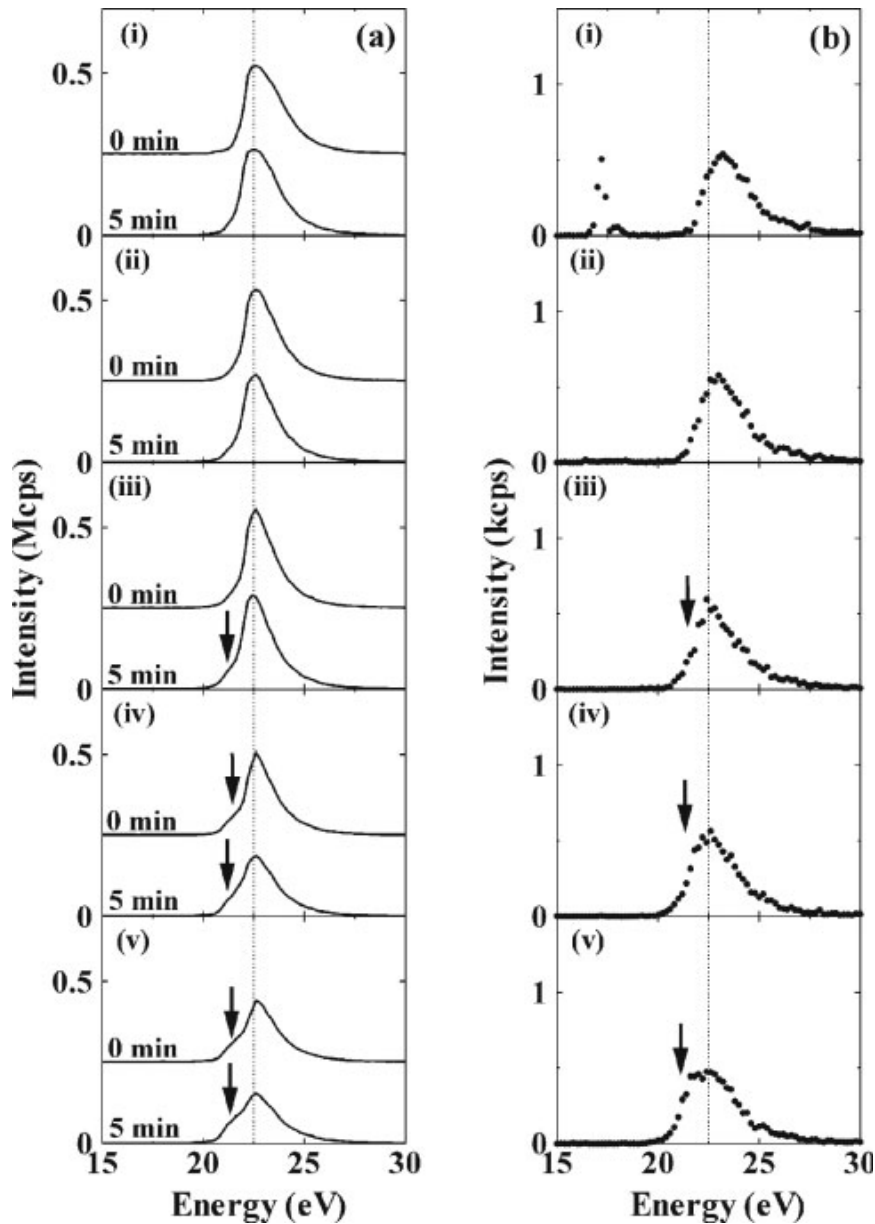 (i) (a)
0.5
0 min
5 min
0
(ii)
0.5
0 min
5 min
0
(iii)
0.5
0 min
5 min
0
(iv)
0.5
0 min
5 min
0
(v)
0.5
0 min
5 min
0
15 20 25 30
Energy (eV)
Intensity (Mcps)
(i) (b)
1
0
(ii)
1
0
(iii)
1
0
(iv)
1
0
(v)
1
0
15 20 25 30
Energy (eV)
Intensity (kcps)